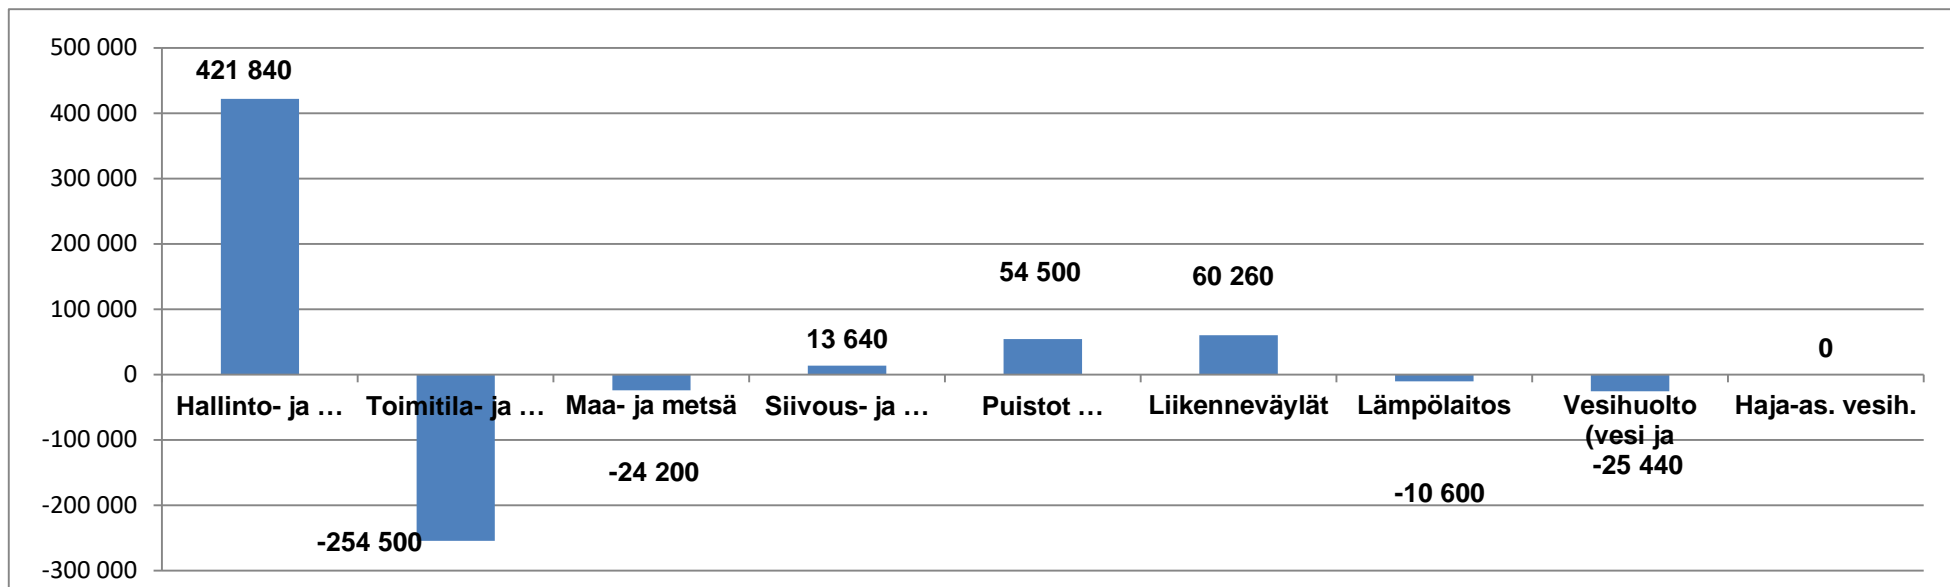 500 000
421 840
400 000
300 000
200 000
54 500
60 260
100 000
13 640
0
0
Hallinto- ja …
Toimitila- ja …
Maa- ja metsä
Siivous- ja …
Puistot …
Liikenneväylät
Lämpölaitos
Vesihuolto
(vesi ja
Haja-as. vesih.
-100 000
-24 200
-25 440
-10 600
-200 000
-254 500
-300 000